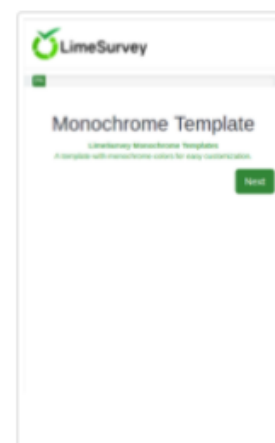 LimeSurvey
Monochrome Template
LimeSurvey Monochrome Templates
A template with monochrome colors for easy customization.
Next